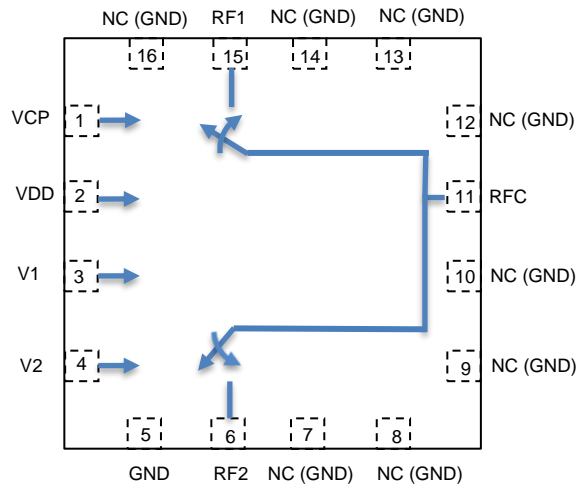 NC (GND) RF1 NC (GND) NC (GND)
16 15 14 13
VCP 1 12 NC (GND)
VDD 2 11 RFC
V1 3 10 NC (GND)
V2 4 9 NC (GND)
5 6 7 8
GND RF2 NC (GND) NC (GND)